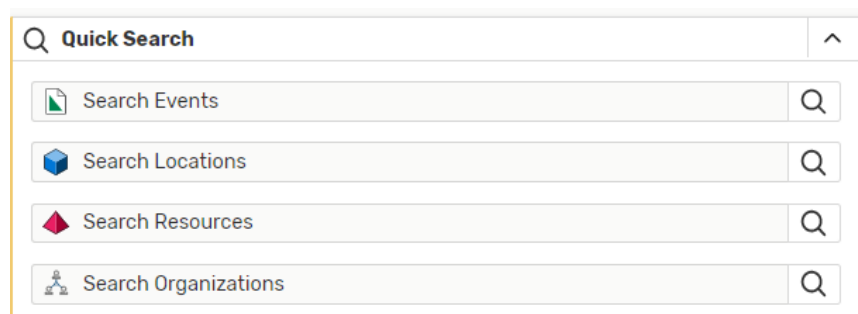 Quick Search
Search Events
Search Locations
Search Resources
Search Organizations